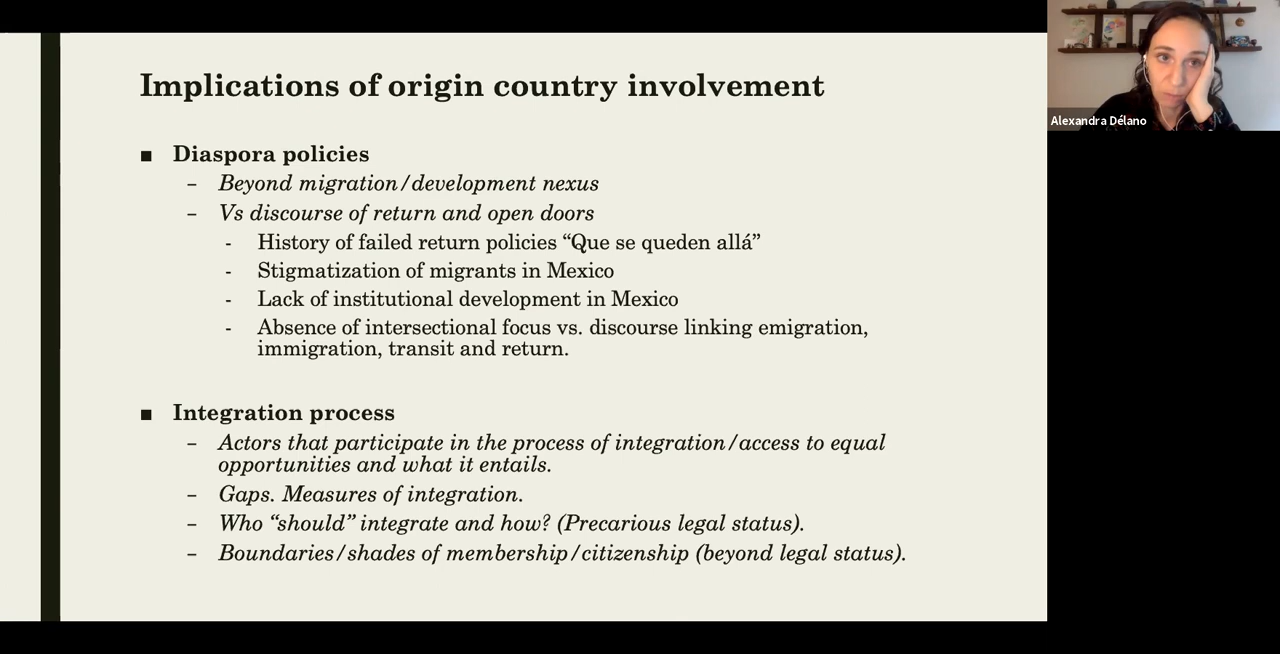 Implications of origin country involvement
■ Diaspora policies
– Beyond migration/development nexus
– Vs discourse of return and open doors
- History of failed return policies “Que se queden allá”
- Stigmatization of migrants in Mexico
- Lack of institutional development in Mexico
- Absence of intersectional focus vs. discourse linking emigration,
immigration, transit and return.
■ Integration process
– Actors that participate in the process of integration/access to equal
opportunities and what it entails.
– Gaps. Measures of integration.
– Who “should” integrate and how? (Precarious legal status).
– Boundaries/shades of membership/citizenship (beyond legal status).
Alexandra Délano